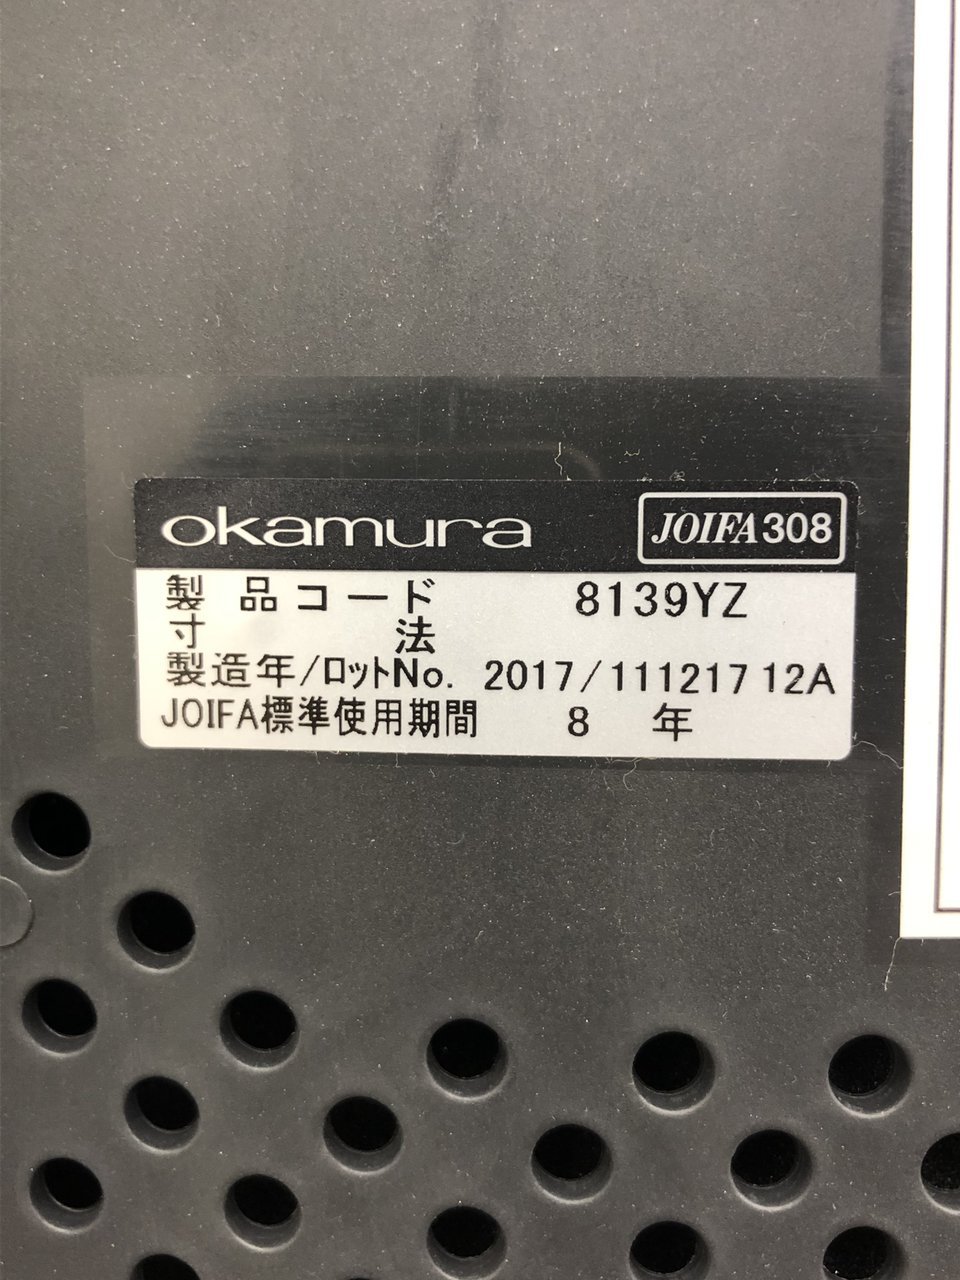 okamura JOIFA308
製品コード 8139YZ
寸法
製造年/ロットNo. 2017/111217 12A
JOIFA標準使用期間 8 年